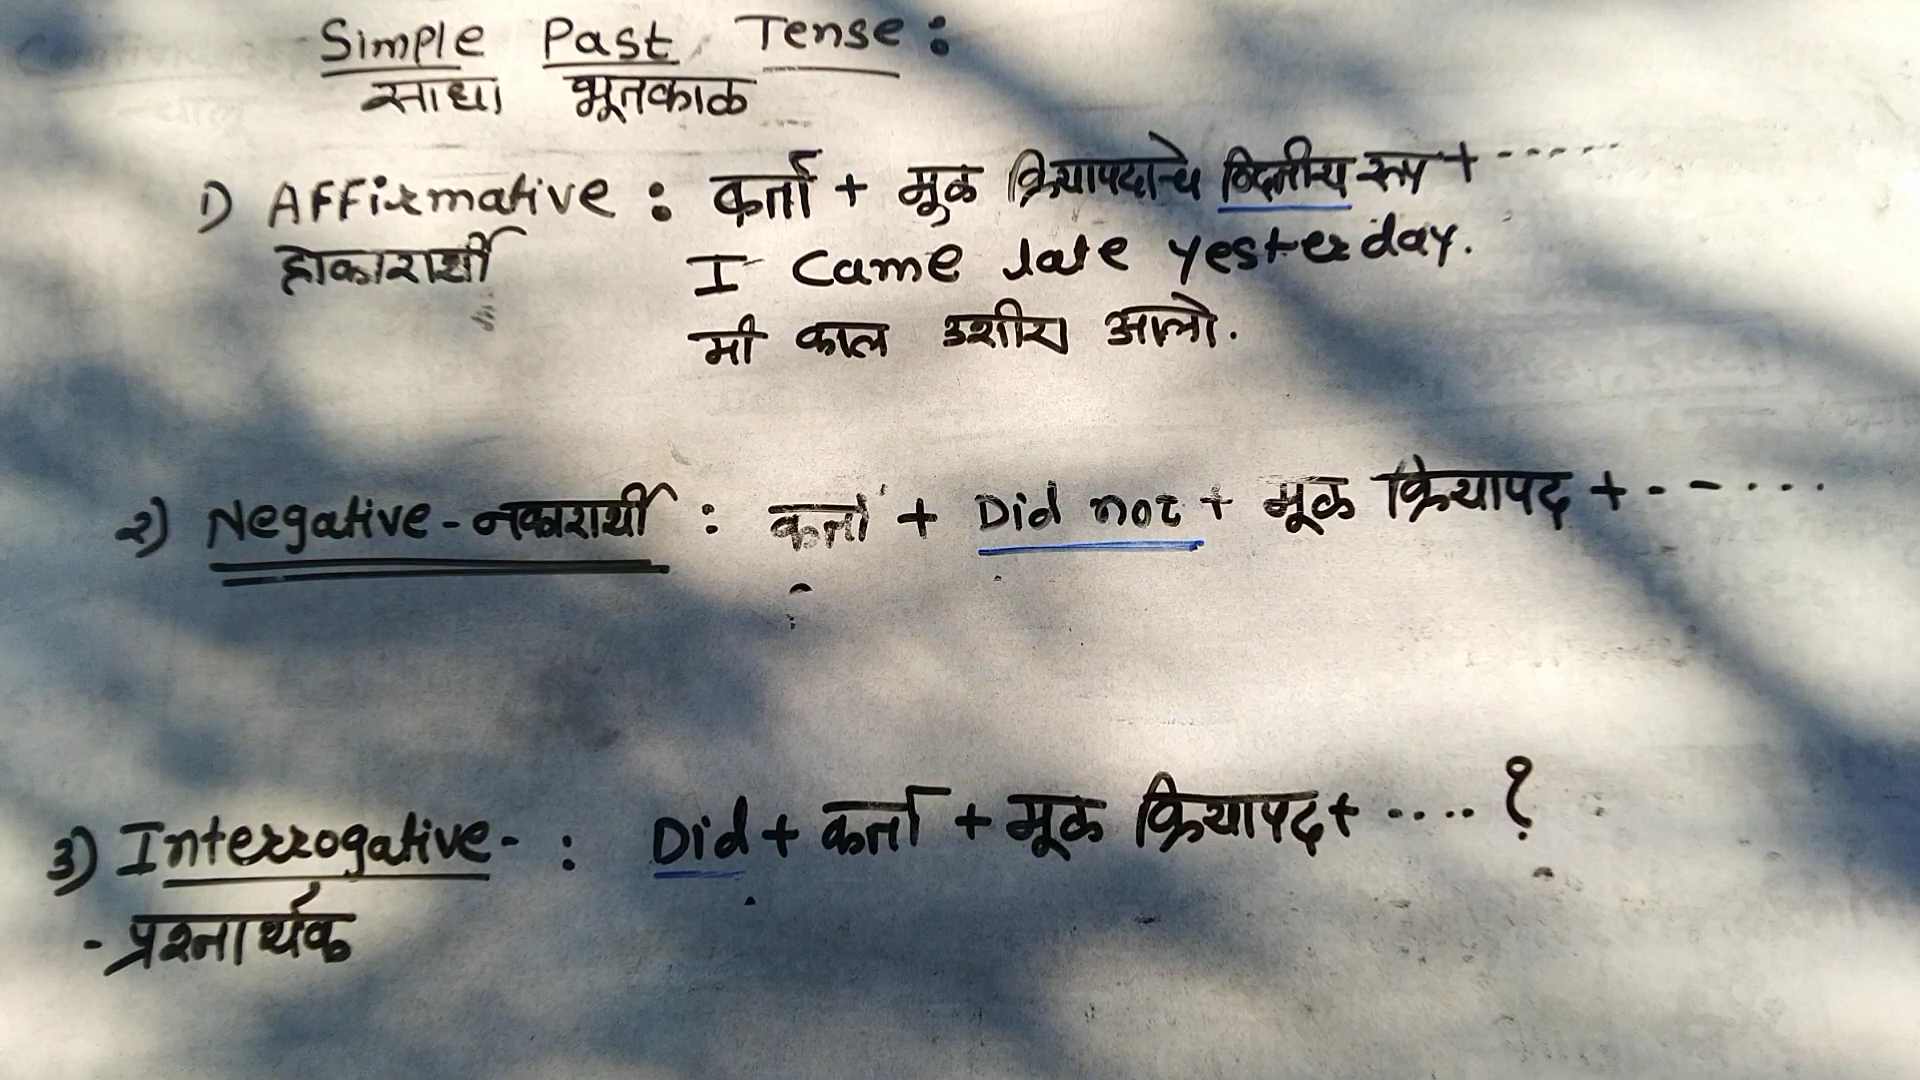 Simple Past Tense :
साधा भूतकाळ
1) Affirmative : कर्ता + मूळ क्रियापदाचे व्दितीय रूप + ......
होकारार्थी I came late yesterday.
मी काल उशीरा आलो.
२) Negative - नकारार्थी : कर्ता + Did not + मूळ क्रियापद + ......
3) Interrogative - : Did + कर्ता + मूळ क्रियापद + .... ?
- प्रश्नार्थक